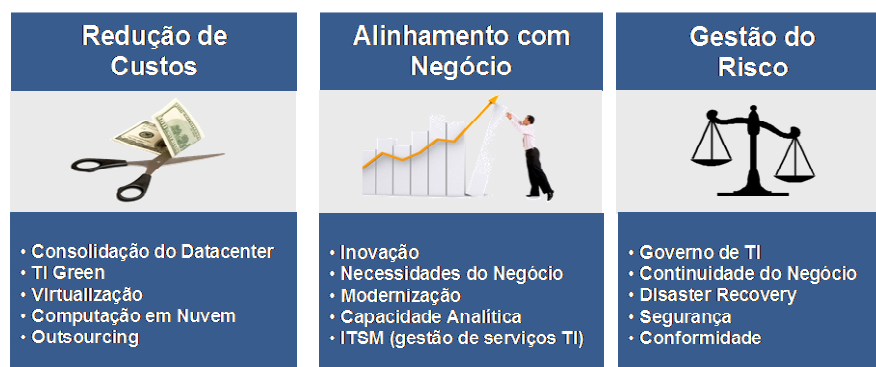 Redução de
Custos
• Consolidação do Datacenter
• TI Green
• Virtualização
• Computação em Nuvem
• Outsourcing
Alinhamento com
Negócio
• Inovação
• Necessidades do Negócio
• Modernização
• Capacidade Analítica
• ITSM (gestão de serviços TI)
Gestão do
Risco
• Governo de TI
• Continuidade do Negócio
• Disaster Recovery
• Segurança
• Conformidade